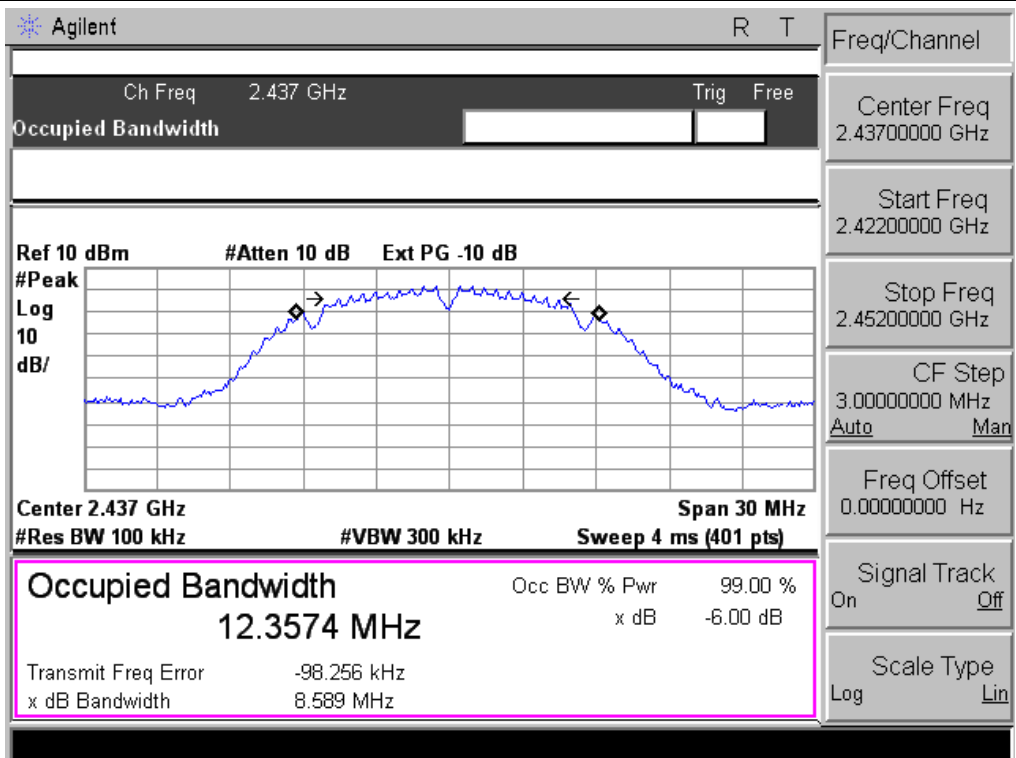 Agilent R T
Ch Freq 2.437 GHz Trig Free
Occupied Bandwidth
Ref 10 dBm #Atten 10 dB Ext PG -10 dB
#Peak
Log
10
dB/
Center 2.437 GHz Span 30 MHz
#Res BW 100 kHz #VBW 300 kHz Sweep 4 ms (401 pts)
Occupied Bandwidth Occ BW % Pwr 99.00 %
12.3574 MHz x dB -6.00 dB
Transmit Freq Error -98.256 kHz
x dB Bandwidth 8.589 MHz
Freq/Channel
Center Freq
2.43700000 GHz
Start Freq
2.42200000 GHz
Stop Freq
2.45200000 GHz
CF Step
3.00000000 MHz
Auto Man
Freq Offset
0.00000000 Hz
Signal Track
On Off
Scale Type
Log Lin